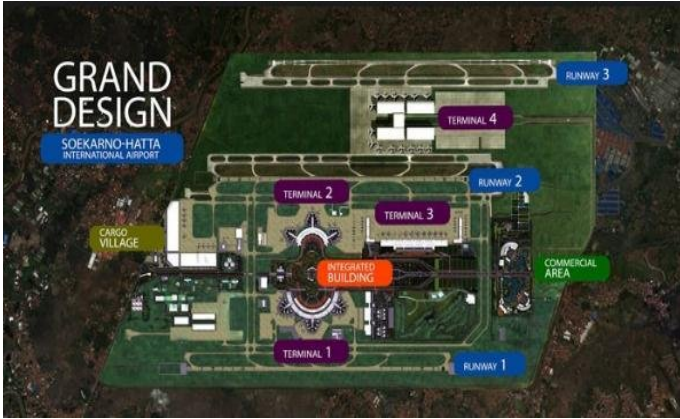 GRAND
DESIGN
SOEKARNO-HATTA
INTERNATIONAL AIRPORT
RUNWAY 3
TERMINAL 4
TERMINAL 2
RUNWAY 2
TERMINAL 3
CARGO
VILLAGE
INTEGRATED
BUILDING
COMMERCIAL
AREA
TERMINAL 1
RUNWAY 1